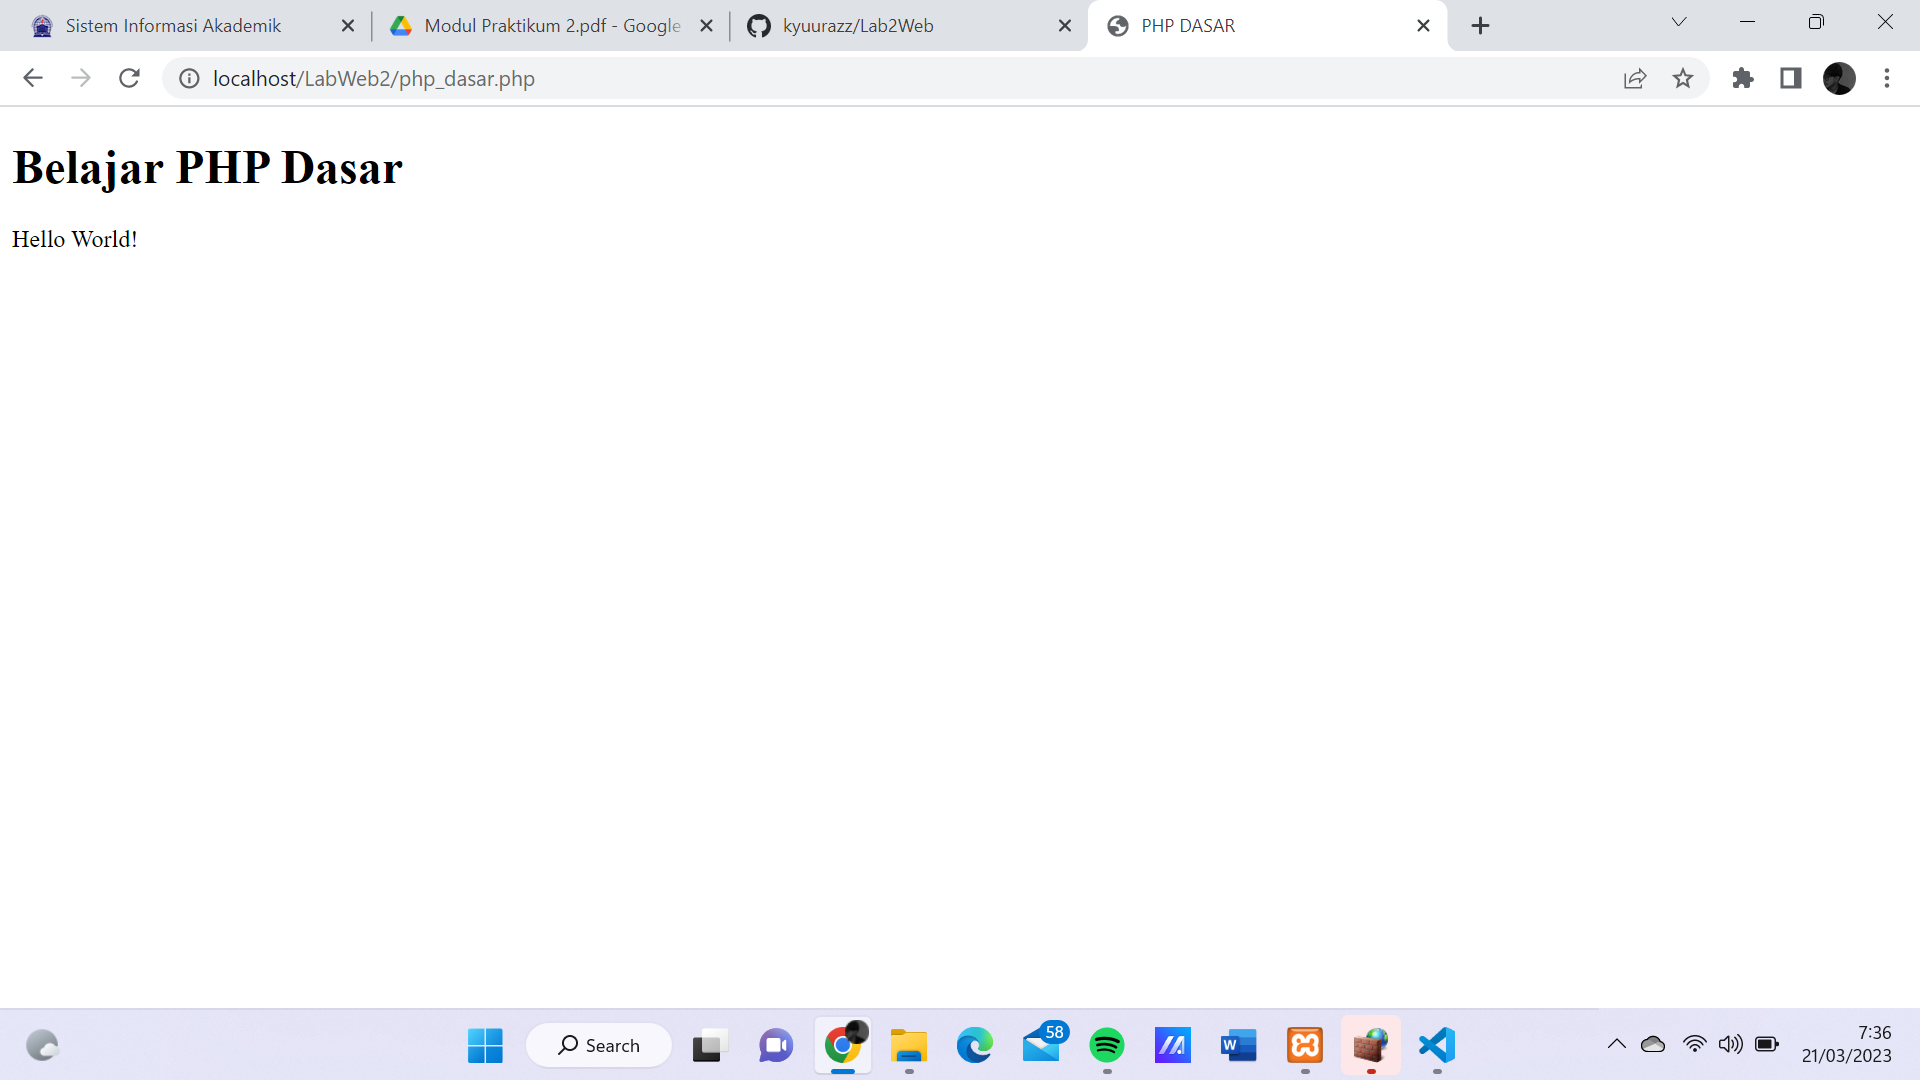 Sistem Informasi Akademik
Modul Praktikum 2.pdf - Google
kyuurazz/Lab2Web
PHP DASAR
localhost/LabWeb2/php_dasar.php
Belajar PHP Dasar
Hello World!
Search
58
W
7:36
21/03/2023